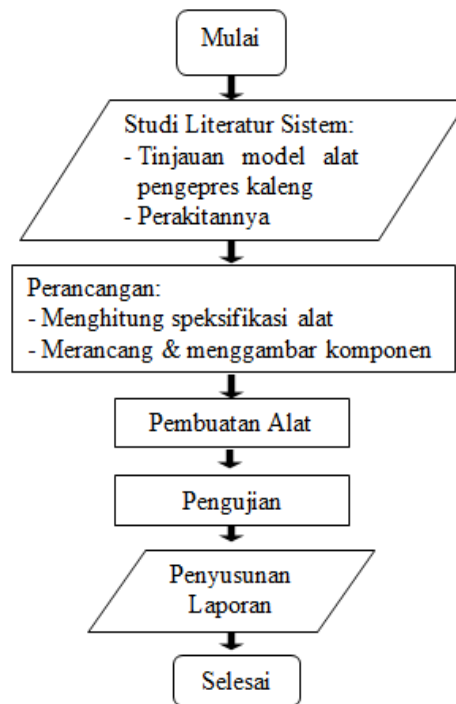 Mulai
Studi Literatur Sistem:
- Tinjauan model alat
pengepres kaleng
- Perakitannya
Perancangan:
- Menghitung speksifikasi alat
- Merancang & menggambar komponen
Pembuatan Alat
Pengujian
Penyusunan
Laporan
Selesai